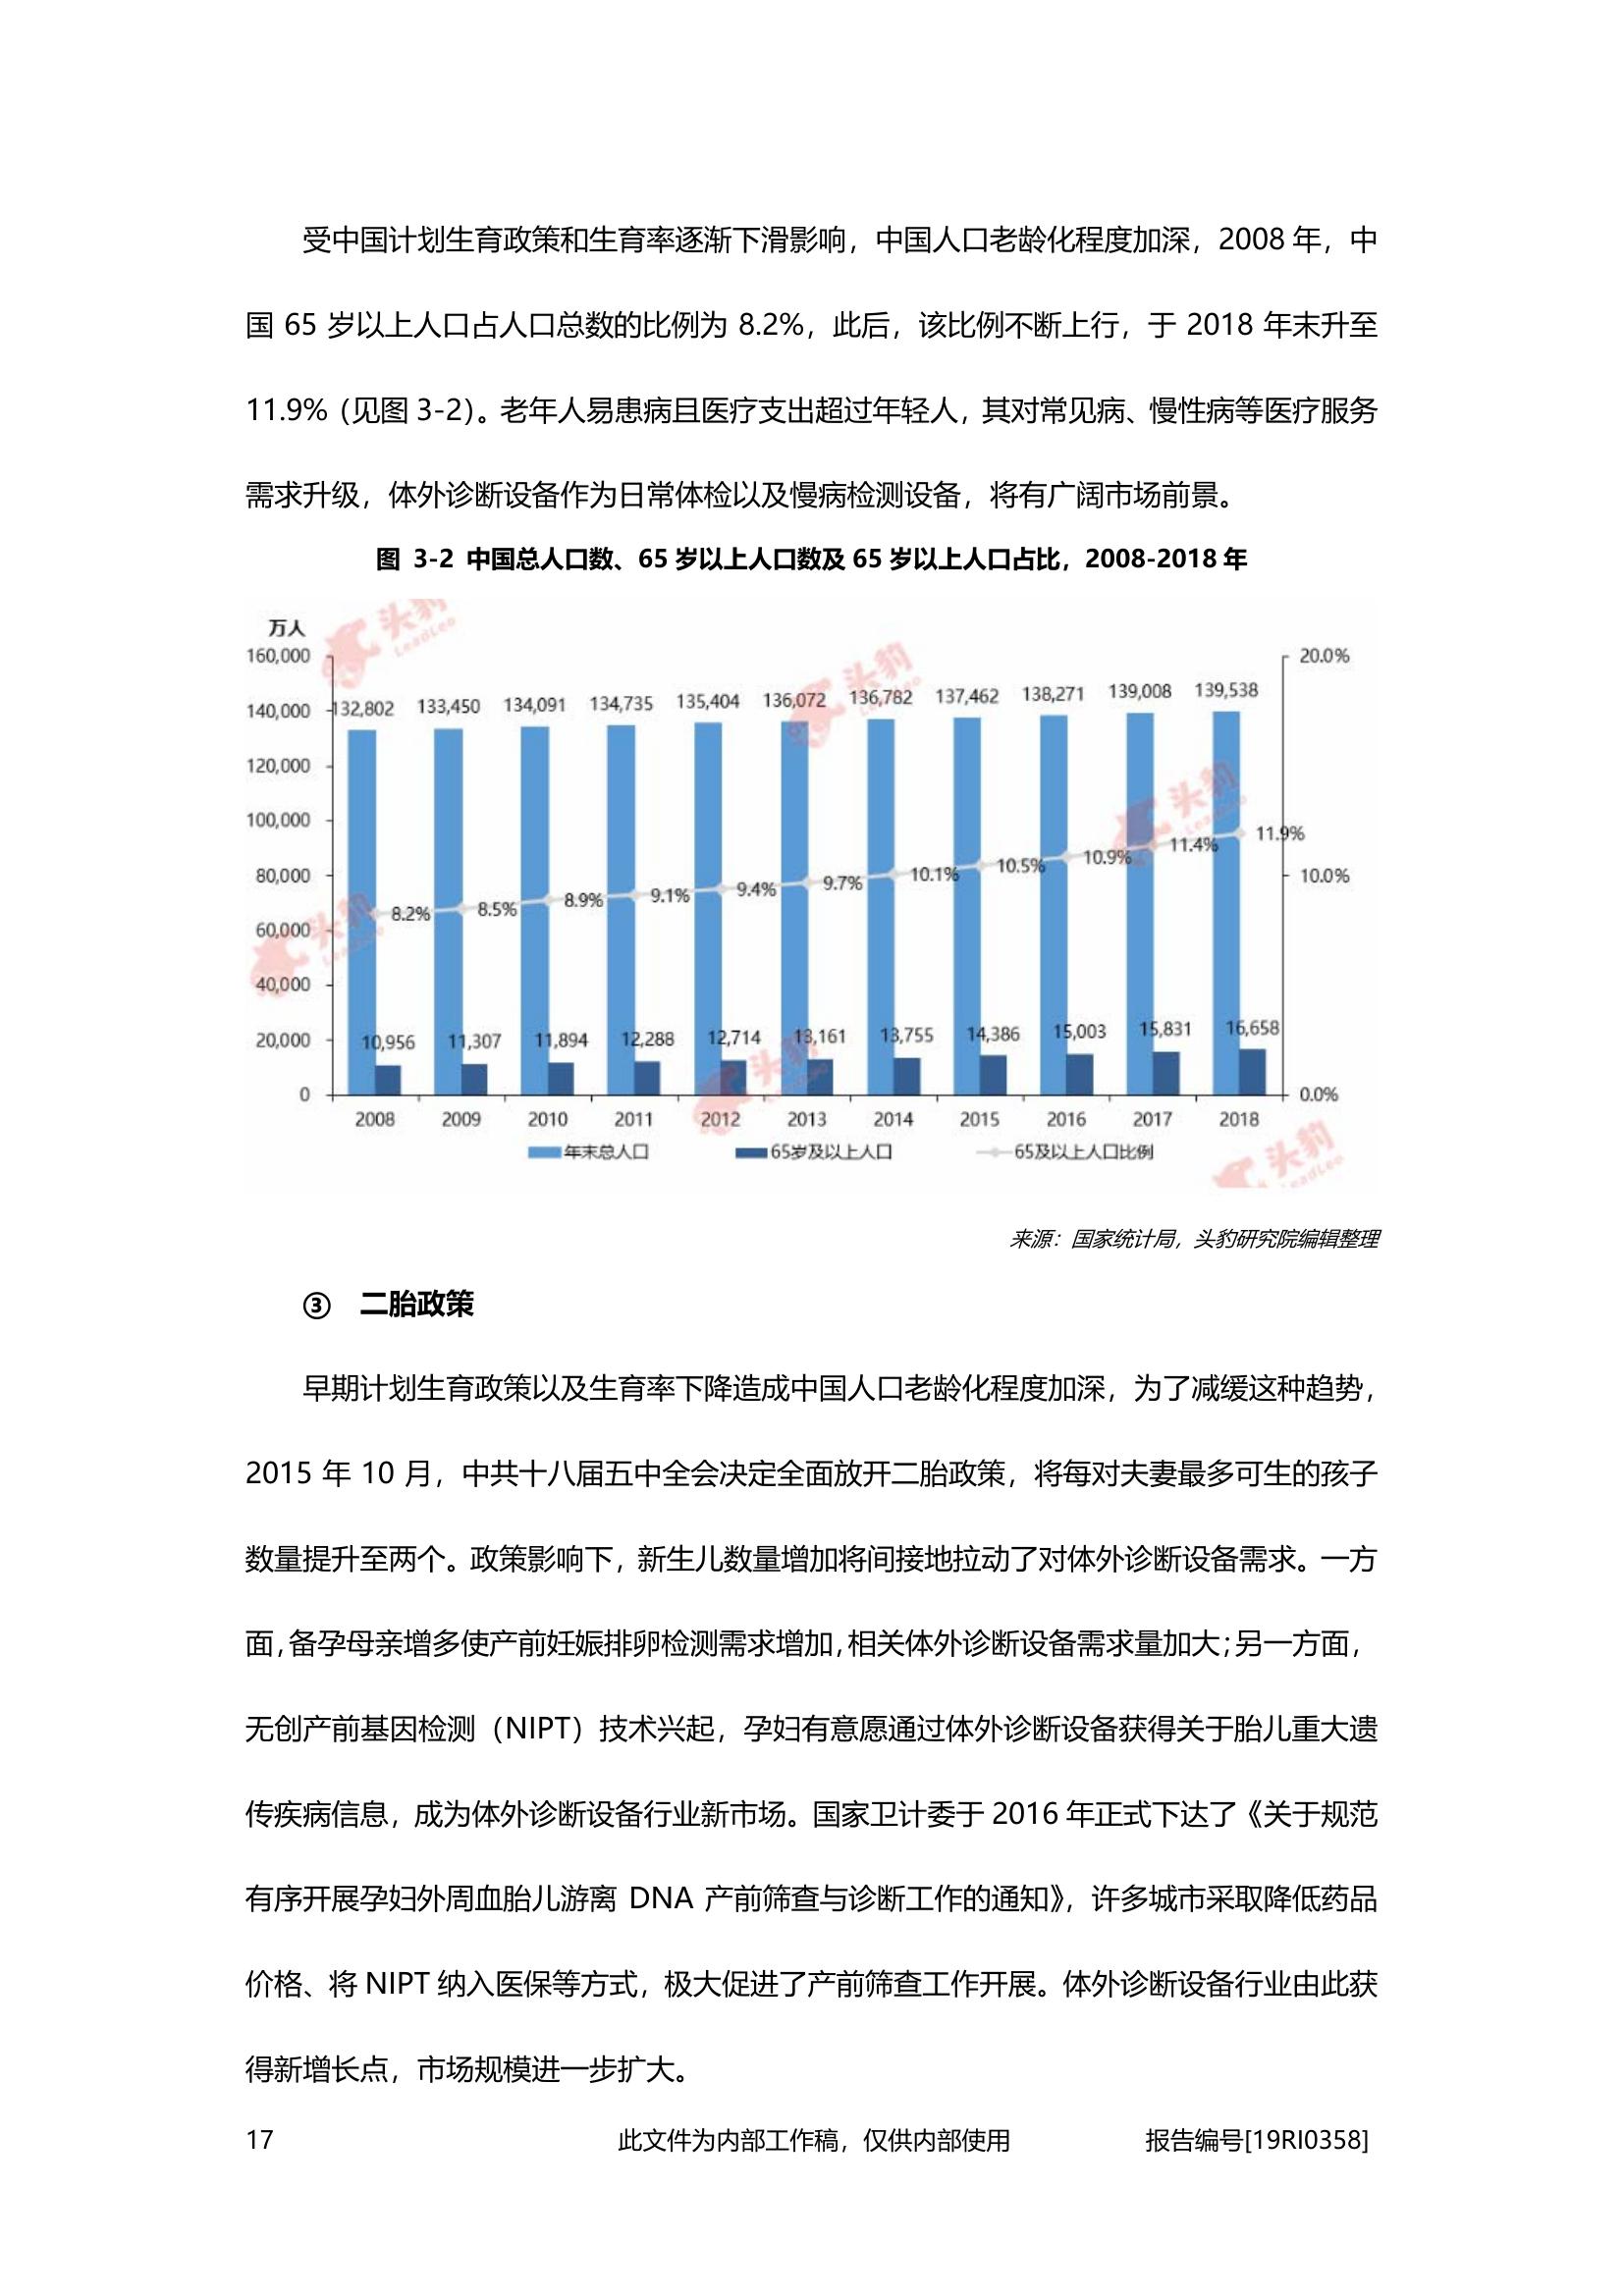 受中国计划生育政策和生育率逐渐下滑影响，中国人口老龄化程度加深，2008 年，中
国 65 岁以上人口占人口总数的比例为 8.2%，此后，该比例不断上行，于 2018 年末升至
11.9%（见图 3-2）。老年人易患病且医疗支出超过年轻人，其对常见病、慢性病等医疗服务
需求升级，体外诊断设备作为日常体检以及慢病检测设备，将有广阔市场前景。
图 3-2 中国总人口数、65 岁以上人口数及 65 岁以上人口占比，2008-2018 年
万人
160,000
140,000
120,000
100,000
80,000
60,000
40,000
20,000
0
20.0%
10.0%
0.0%
132,802 133,450 134,091 134,735 135,404 136,072 136,782 137,462 138,271 139,008 139,538
8.2% 8.5% 8.9% 9.1% 9.4% 9.7% 10.1% 10.5% 10.9% 11.4% 11.9%
10,956 11,307 11,894 12,288 12,714 13,161 13,755 14,386 15,003 15,831 16,658
2008 2009 2010 2011 2012 2013 2014 2015 2016 2017 2018
年末总人口 65岁及以上人口 65及以上人口比例
头豹
LeadLeo
头豹
LeadLeo
头豹
LeadLeo
头豹
LeadLeo
头豹
LeadLeo
头豹
LeadLeo
来源：国家统计局，头豹研究院编辑整理
③ 二胎政策
早期计划生育政策以及生育率下降造成中国人口老龄化程度加深，为了减缓这种趋势，
2015 年 10 月，中共十八届五中全会决定全面放开二胎政策，将每对夫妻最多可生的孩子
数量提升至两个。政策影响下，新生儿数量增加将间接地拉动了对体外诊断设备需求。一方
面，备孕母亲增多使产前妊娠排卵检测需求增加，相关体外诊断设备需求量加大；另一方面，
无创产前基因检测（NIPT）技术兴起，孕妇有意愿通过体外诊断设备获得关于胎儿重大遗
传疾病信息，成为体外诊断设备行业新市场。国家卫计委于 2016 年正式下达了《关于规范
有序开展孕妇外周血胎儿游离 DNA 产前筛查与诊断工作的通知》，许多城市采取降低药品
价格、将 NIPT 纳入医保等方式，极大促进了产前筛查工作开展。体外诊断设备行业由此获
得新增长点，市场规模进一步扩大。
17 此文件为内部工作稿，仅供内部使用 报告编号[19RI0358]